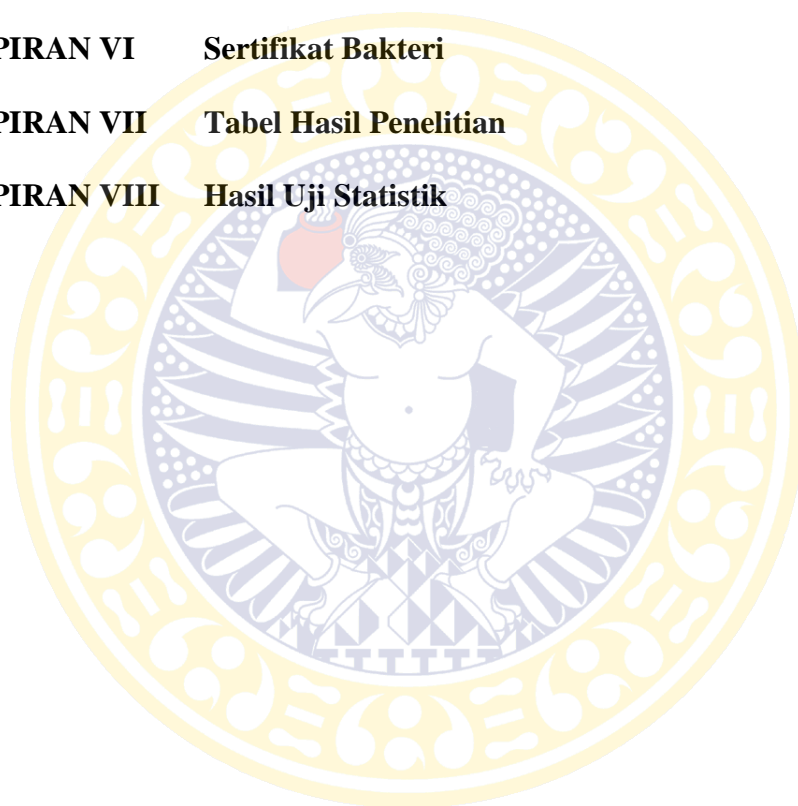 PIRAN VI Sertifikat Bakteri
PIRAN VII Tabel Hasil Penelitian
PIRAN VIII Hasil Uji Statistik